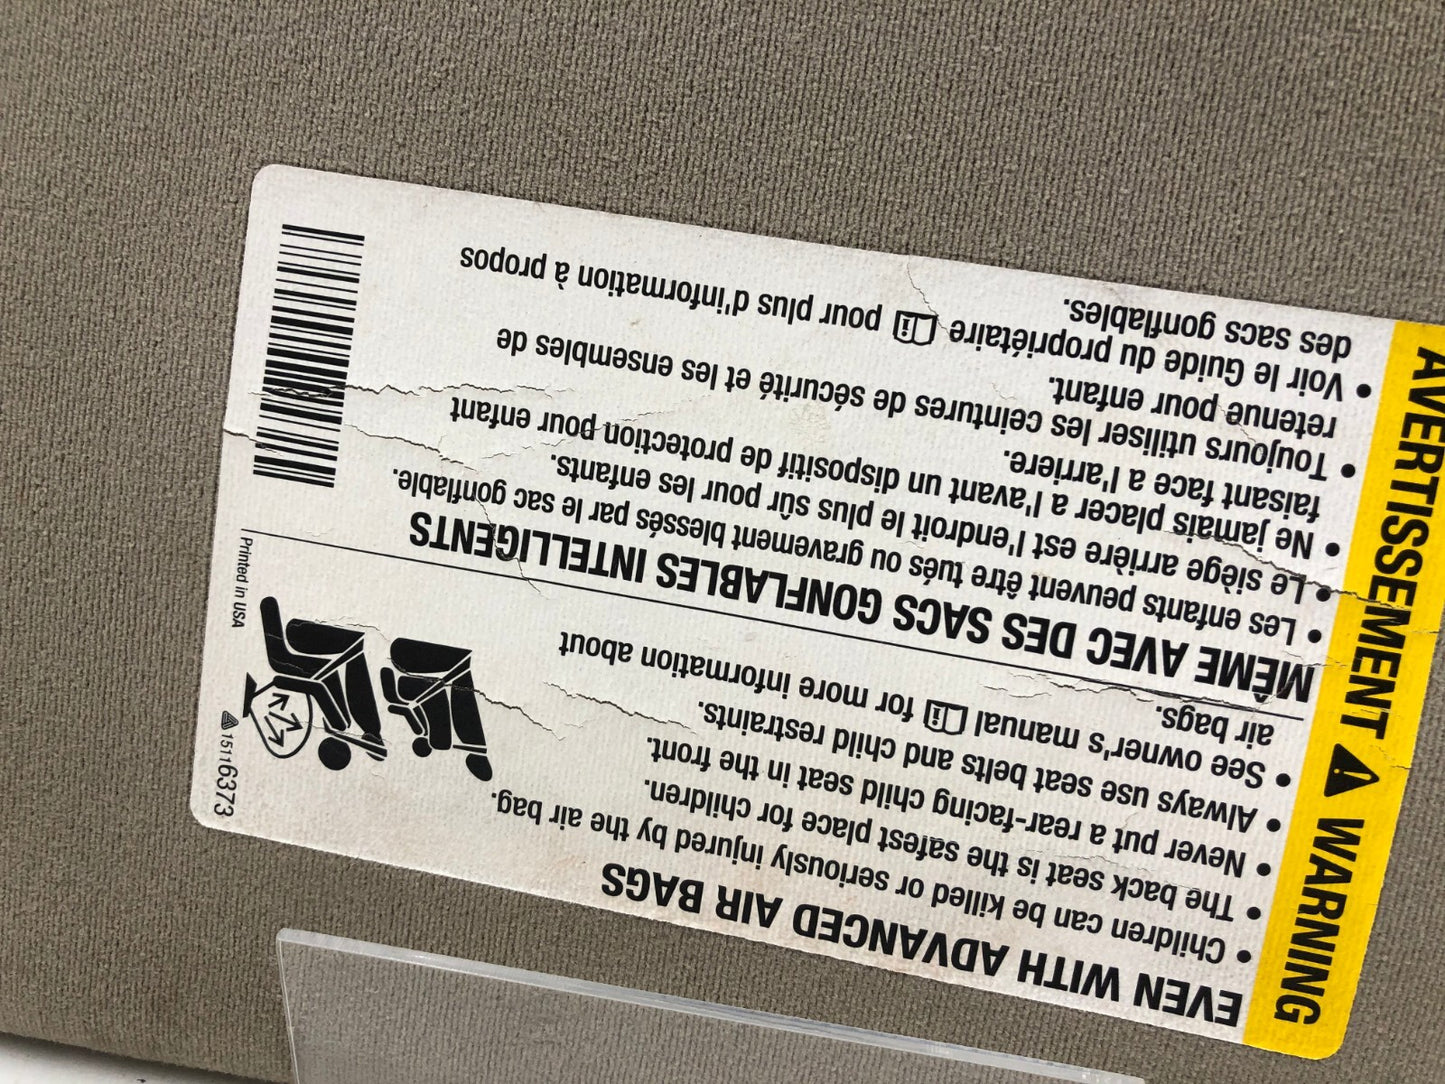 WARNING ⚠ AVERTISSEMENT
EVEN WITH ADVANCED AIR BAGS
• Children can be killed or seriously injured by the air bag.
• The back seat is the safest place for children.
• Never put a rear-facing child seat in the front.
• Always use seat belts and child restraints.
• See owner's manual for more information about
air bags.
MÊME AVEC DES SACS GONFLABLES INTELLIGENTS
• Les enfants peuvent être tués ou gravement blessés par le sac gonflable.
• Le siège arrière est l'endroit le plus sûr pour les enfants.
• Ne jamais placer a l'avant un dispositif de protection pour enfant
faisant face a l'arriere.
• Toujours utiliser les ceintures de sécurité et les ensembles de
retenue pour enfant.
• Voir le Guide du propriétaire pour plus d'information à propos
des sacs gonflables.
15116373
Printed in USA